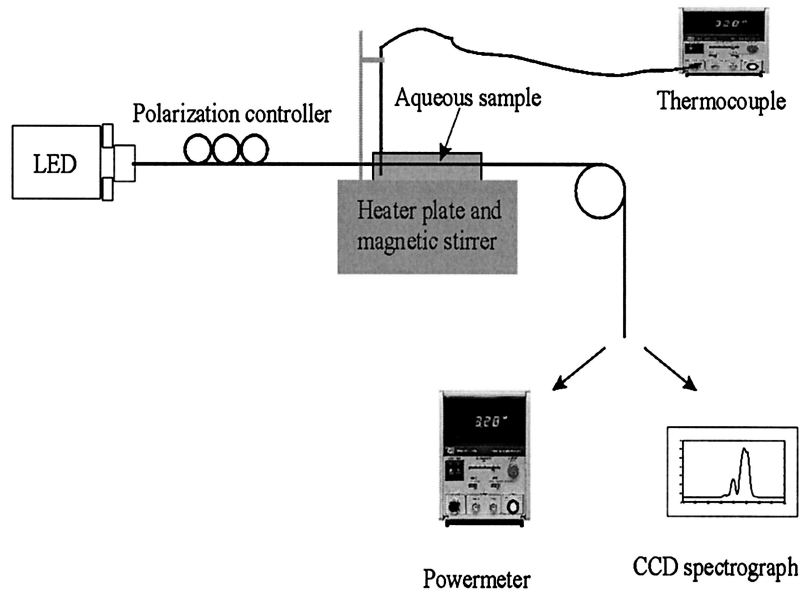 Thermocouple
Aqueous sample
Polarization controller
LED
Heater plate and
magnetic stirrer
Powermeter
CCD spectrograph